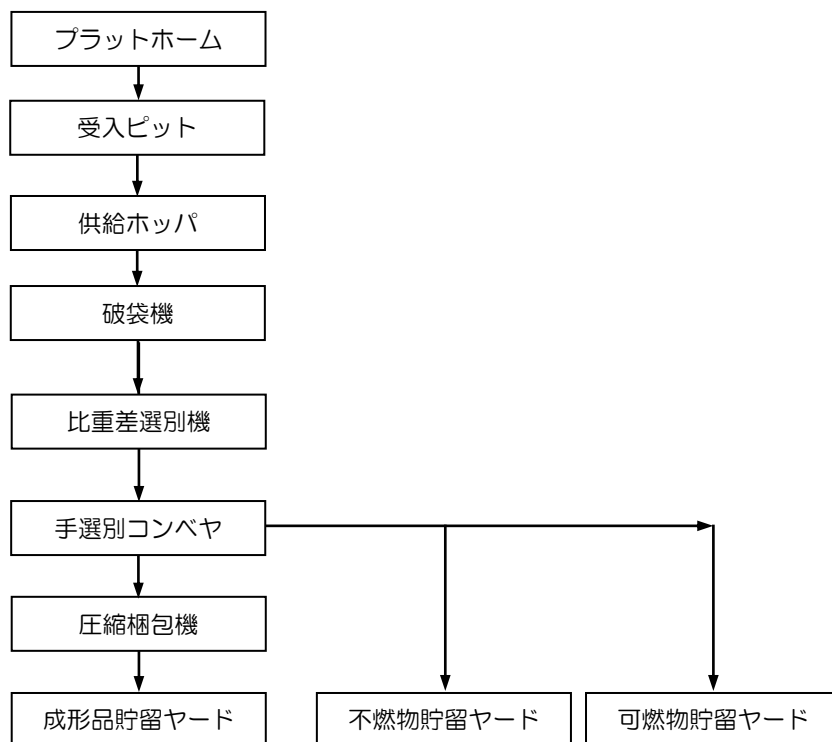 プラットホーム
受入ピット
供給ホッパ
破袋機
比重差選別機
手選別コンベヤ
圧縮梱包機
成形品貯留ヤード
不燃物貯留ヤード
可燃物貯留ヤード